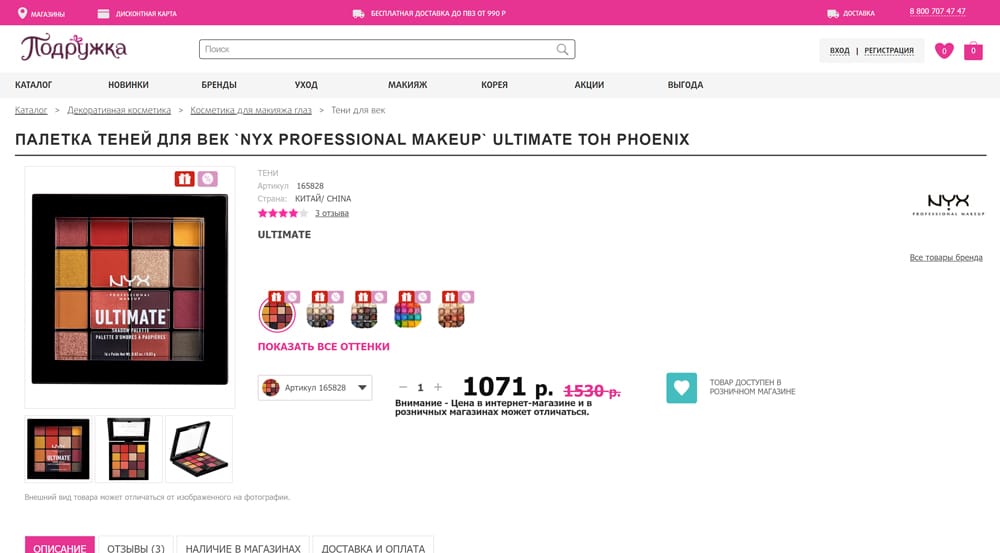 МАГАЗИНЫ
ДИСКОНТНАЯ КАРТА
БЕСПЛАТНАЯ ДОСТАВКА ДО ПВЗ ОТ 990 Р
ДОСТАВКА
8 800 707 47 47
Подружка
Поиск
ВХОД | РЕГИСТРАЦИЯ
0
0
КАТАЛОГ
НОВИНКИ
БРЕНДЫ
УХОД
МАКИЯЖ
КОРЕЯ
АКЦИИ
ВЫГОДА
Каталог > Декоративная косметика > Косметика для макияжа глаз > Тени для век
ПАЛЕТКА ТЕНЕЙ ДЛЯ ВЕК `NYX PROFESSIONAL MAKEUP` ULTIMATE ТОН PHOENIX
NYX
PROFESSIONAL MAKEUP
ULTIMATE™
SHADOW PALETTE
PALETTE D'OMBRES À PAUPIÈRES
ТЕНИ
Артикул 165828
Страна: КИТАЙ/ CHINA
3 отзыва
ULTIMATE
NYX
PROFESSIONAL MAKEUP
Все товары бренда
ПОКАЗАТЬ ВСЕ ОТТЕНКИ
Артикул 165828
− 1 +
1071 р. 1530 р.
Внимание - Цена в интернет-магазине и в
розничных магазинах может отличаться.
ТОВАР ДОСТУПЕН В
РОЗНИЧНОМ МАГАЗИНЕ
NYX
ULTIMATE
Внешний вид товара может отличаться от изображенного на фотографии.
ОПИСАНИЕ
ОТЗЫВЫ (3)
НАЛИЧИЕ В МАГАЗИНАХ
ДОСТАВКА И ОПЛАТА